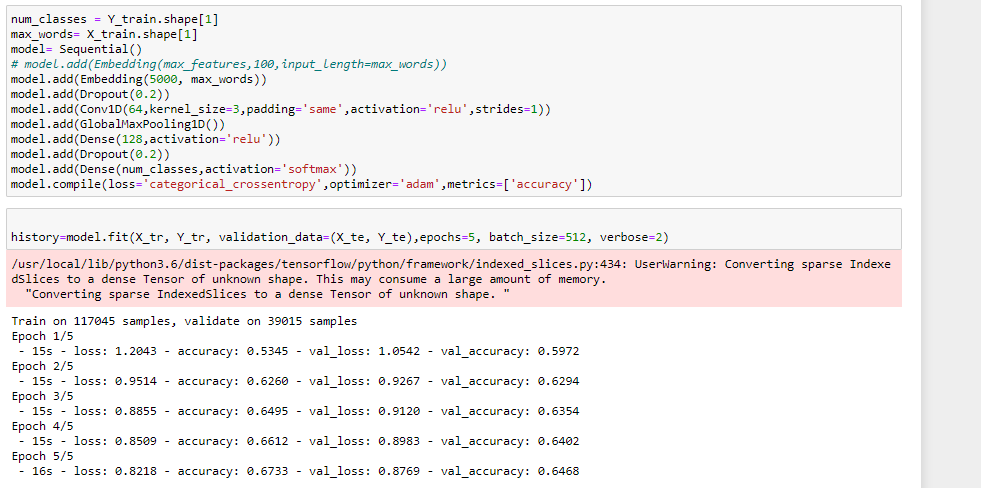 num_classes = Y_train.shape[1]
max_words= X_train.shape[1]
model= Sequential()
# model.add(Embedding(max_features,100,input_length=max_words))
model.add(Embedding(5000, max_words))
model.add(Dropout(0.2))
model.add(Conv1D(64,kernel_size=3,padding='same',activation='relu',strides=1))
model.add(GlobalMaxPooling1D())
model.add(Dense(128,activation='relu'))
model.add(Dropout(0.2))
model.add(Dense(num_classes,activation='softmax'))
model.compile(loss='categorical_crossentropy',optimizer='adam',metrics=['accuracy'])
history=model.fit(X_tr, Y_tr, validation_data=(X_te, Y_te),epochs=5, batch_size=512, verbose=2)
/usr/local/lib/python3.6/dist-packages/tensorflow/python/framework/indexed_slices.py:434: UserWarning: Converting sparse Indexe
dSlices to a dense Tensor of unknown shape. This may consume a large amount of memory.
  "Converting sparse IndexedSlices to a dense Tensor of unknown shape. "
Train on 117045 samples, validate on 39015 samples
Epoch 1/5
 - 15s - loss: 1.2043 - accuracy: 0.5345 - val_loss: 1.0542 - val_accuracy: 0.5972
Epoch 2/5
 - 15s - loss: 0.9514 - accuracy: 0.6260 - val_loss: 0.9267 - val_accuracy: 0.6294
Epoch 3/5
 - 15s - loss: 0.8855 - accuracy: 0.6495 - val_loss: 0.9120 - val_accuracy: 0.6354
Epoch 4/5
 - 15s - loss: 0.8509 - accuracy: 0.6612 - val_loss: 0.8983 - val_accuracy: 0.6402
Epoch 5/5
 - 16s - loss: 0.8218 - accuracy: 0.6733 - val_loss: 0.8769 - val_accuracy: 0.6468